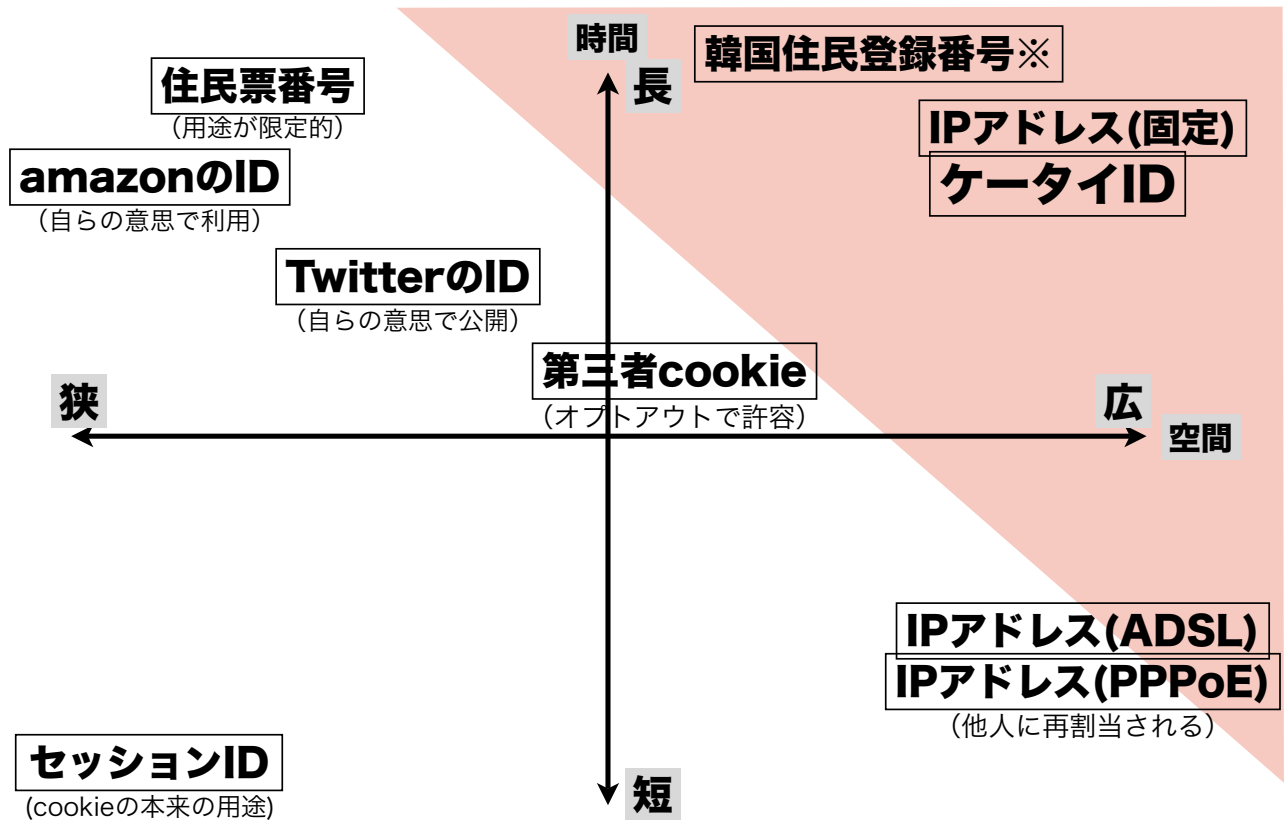 時間
長
韓国住民登録番号※
住民票番号
（用途が限定的）
IPアドレス(固定)
ケータイID
amazonのID
（自らの意思で利用）
TwitterのID
（自らの意思で公開）
第三者cookie
（オプトアウトで許容）
狭
広
空間
IPアドレス(ADSL)
IPアドレス(PPPoE)
（他人に再割当される）
セッションID
(cookieの本来の用途)
短